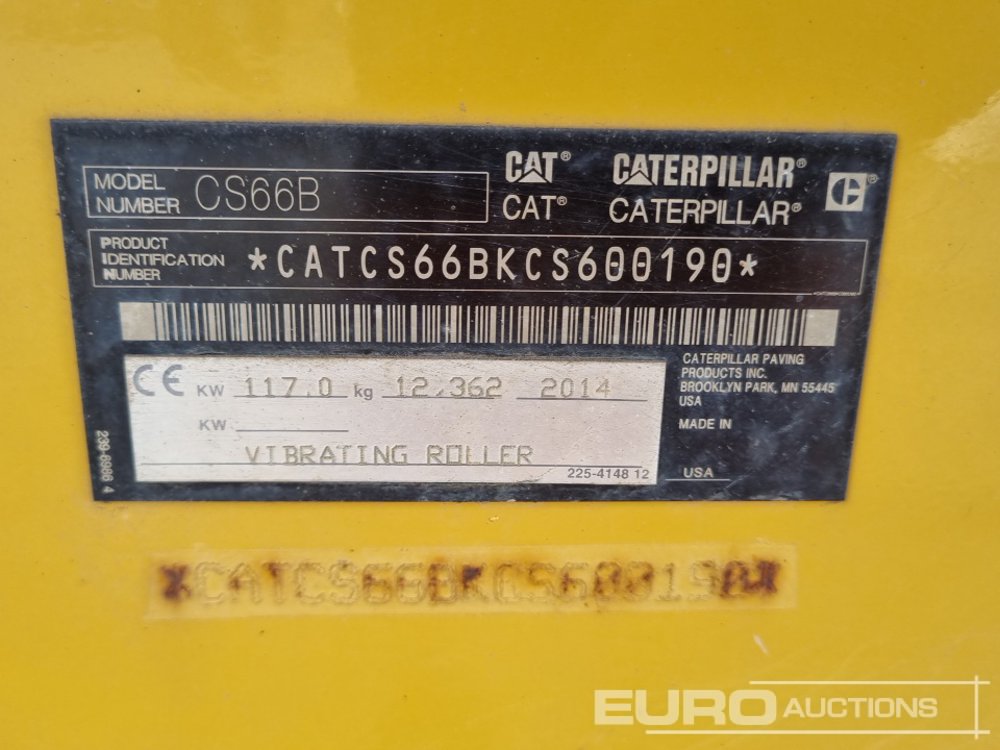 MODEL NUMBER CS66B
CAT® CATERPILLAR®
CAT® CATERPILLAR®
PRODUCT IDENTIFICATION NUMBER *CATCS66BKCS600190*
CE KW 117.0 kg 12,362 2014
KW
VIBRATING ROLLER
225-4148 12
CATERPILLAR PAVING
PRODUCTS INC.
BROOKLYN PARK, MN 55445
USA
MADE IN
USA
239-6986 4
*CATCS66BKCS600190*
EURO AUCTIONS